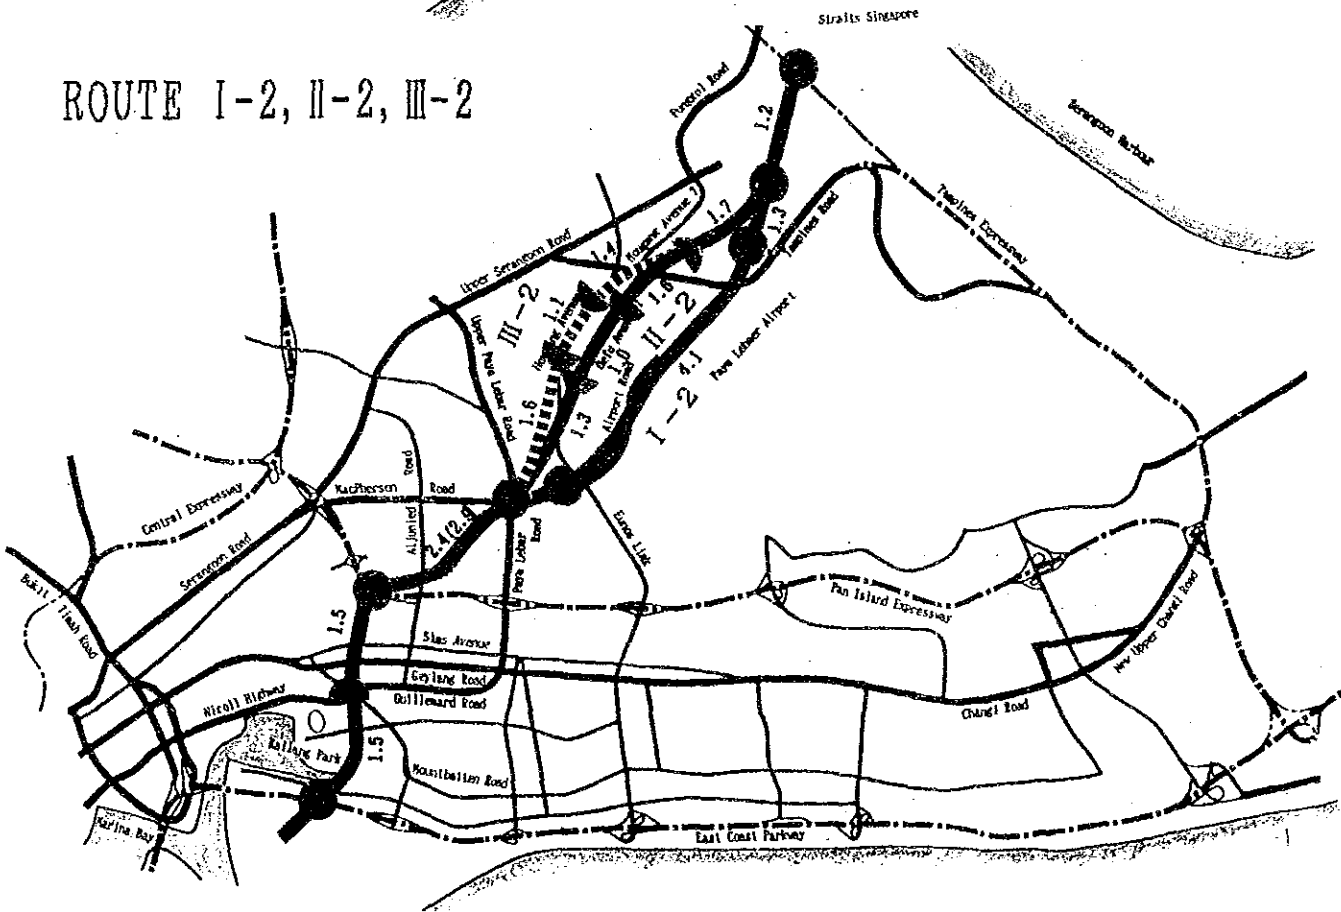 Straits Singapore
ROUTE I-2, II-2, III-2
Punggol Road
Serangoon Harbour
1.2
Tampines Expressway
1.7
1.3
Tampines Road
Hougang Avenue 7
Upper Serangoon Road
1.4
1.6
II-2
1.1
III-2
Upper Paya Lebar Road
1.0
4.1
Paya Lebar Airport
Airport Road
I-2
1.6
1.3
MacPherson Road
Aljunied Road
Central Expressway
Serangoon Road
2.4(2.9)
Paya Lebar Road
Eunos Link
Bukit Timah Road
1.5
Pan Island Expressway
New Upper Changi Road
Sims Avenue
Geylang Road
Guillemard Road
Nicoll Highway
Changi Road
Kallang Park
1.5
Mountbatten Road
Marina Bay
East Coast Parkway